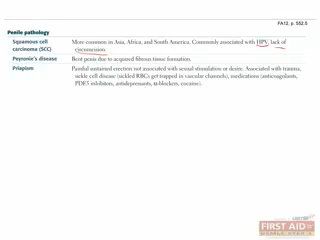 FA12, p. 552.5
Penile pathology
Squamous cell carcinoma (SCC)
More common in Asia, Africa, and South America. Commonly associated with HPV, lack of
circumcision.
Peyronie's disease
Bent penis due to acquired fibrous tissue formation.
Priapism
Painful sustained erection not associated with sexual stimulation or desire. Associated with trauma,
sickle cell disease (sickled RBCs get trapped in vascular channels), medications (anticoagulants,
PDE5 inhibitors, antidepressants, α-blockers, cocaine).
FIRST AID